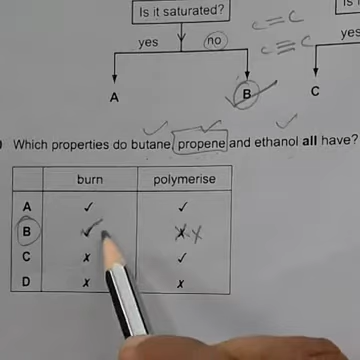 Is it saturated?
C=C
yes no
C≡C
yes
A B C
Which properties do butane, propene and ethanol all have?
burn polymerise
A ✓ ✓
B ✓ ✗ ✗
C ✗ ✓
D ✗ ✗